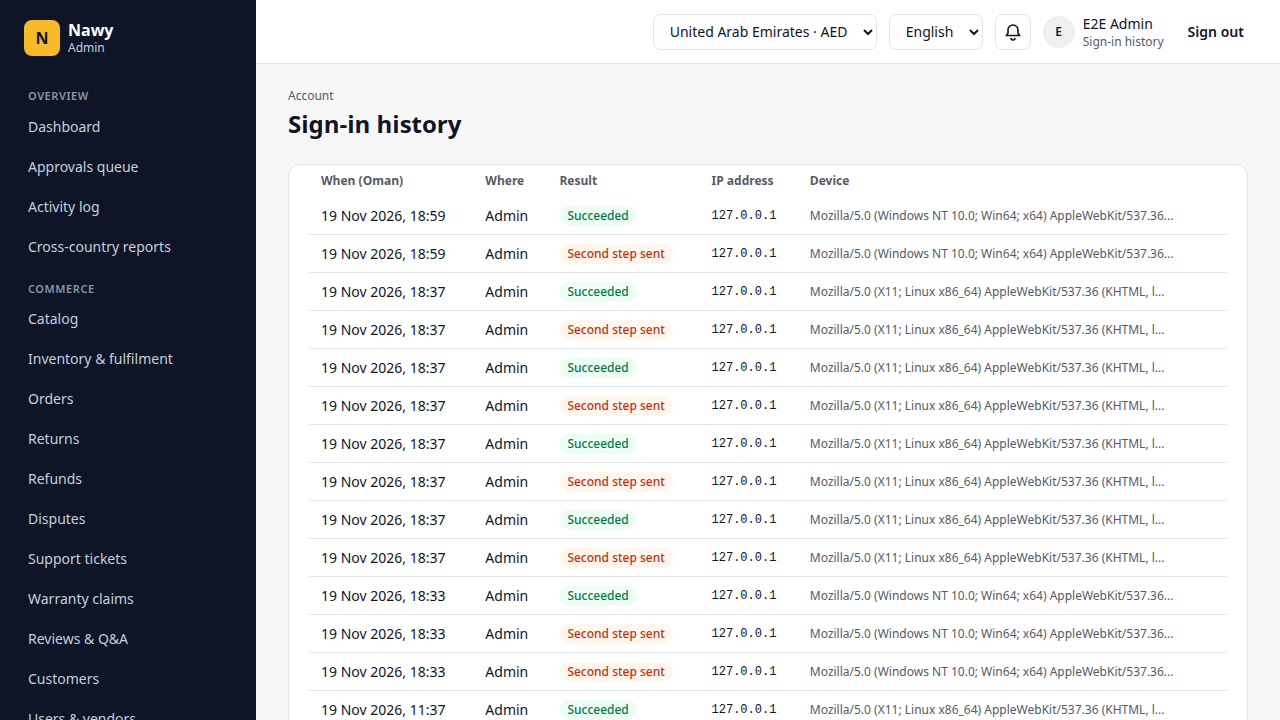 N Nawy
Admin
United Arab Emirates · AED
English
E
E2E Admin
Sign-in history
Sign out
OVERVIEW
Dashboard
Approvals queue
Activity log
Cross-country reports
COMMERCE
Catalog
Inventory & fulfilment
Orders
Returns
Refunds
Disputes
Support tickets
Warranty claims
Reviews & Q&A
Customers
Users & vendors
Account
Sign-in history
When (Oman) Where Result IP address Device
19 Nov 2026, 18:59 Admin Succeeded 127.0.0.1 Mozilla/5.0 (Windows NT 10.0; Win64; x64) AppleWebKit/537.36...
19 Nov 2026, 18:59 Admin Second step sent 127.0.0.1 Mozilla/5.0 (Windows NT 10.0; Win64; x64) AppleWebKit/537.36...
19 Nov 2026, 18:37 Admin Succeeded 127.0.0.1 Mozilla/5.0 (X11; Linux x86_64) AppleWebKit/537.36 (KHTML, l...
19 Nov 2026, 18:37 Admin Second step sent 127.0.0.1 Mozilla/5.0 (X11; Linux x86_64) AppleWebKit/537.36 (KHTML, l...
19 Nov 2026, 18:37 Admin Succeeded 127.0.0.1 Mozilla/5.0 (X11; Linux x86_64) AppleWebKit/537.36 (KHTML, l...
19 Nov 2026, 18:37 Admin Second step sent 127.0.0.1 Mozilla/5.0 (X11; Linux x86_64) AppleWebKit/537.36 (KHTML, l...
19 Nov 2026, 18:37 Admin Succeeded 127.0.0.1 Mozilla/5.0 (X11; Linux x86_64) AppleWebKit/537.36 (KHTML, l...
19 Nov 2026, 18:37 Admin Second step sent 127.0.0.1 Mozilla/5.0 (X11; Linux x86_64) AppleWebKit/537.36 (KHTML, l...
19 Nov 2026, 18:37 Admin Succeeded 127.0.0.1 Mozilla/5.0 (X11; Linux x86_64) AppleWebKit/537.36 (KHTML, l...
19 Nov 2026, 18:37 Admin Second step sent 127.0.0.1 Mozilla/5.0 (X11; Linux x86_64) AppleWebKit/537.36 (KHTML, l...
19 Nov 2026, 18:33 Admin Succeeded 127.0.0.1 Mozilla/5.0 (Windows NT 10.0; Win64; x64) AppleWebKit/537.36...
19 Nov 2026, 18:33 Admin Second step sent 127.0.0.1 Mozilla/5.0 (Windows NT 10.0; Win64; x64) AppleWebKit/537.36...
19 Nov 2026, 18:33 Admin Second step sent 127.0.0.1 Mozilla/5.0 (Windows NT 10.0; Win64; x64) AppleWebKit/537.36...
19 Nov 2026, 11:37 Admin Succeeded 127.0.0.1 Mozilla/5.0 (X11; Linux x86_64) AppleWebKit/537.36 (KHTML, l...